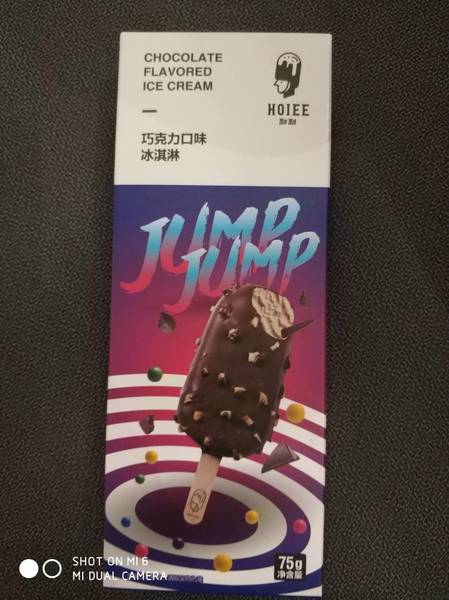 CHOCOLATE
FLAVORED
ICE CREAM
巧克力口味
冰淇淋
HOIEE
JUMP
JUMP
75g
净含量
SHOT ON MI 6
MI DUAL CAMERA